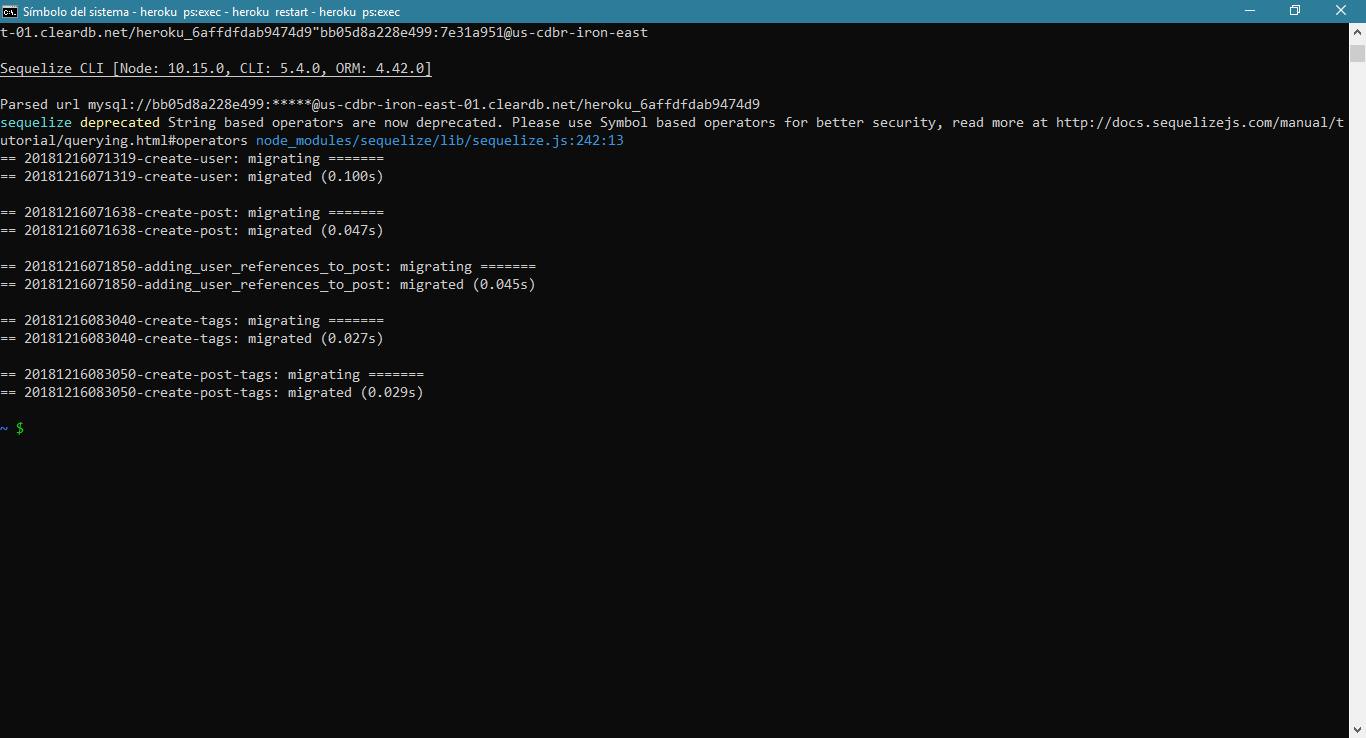 Símbolo del sistema - heroku ps:exec - heroku restart - heroku ps:exec
t-01.cleardb.net/heroku_6affdfdab9474d9"bb05d8a228e499:7e31a951@us-cdbr-iron-east
Sequelize CLI [Node: 10.15.0, CLI: 5.4.0, ORM: 4.42.0]
Parsed url mysql://bb05d8a228e499:*****@us-cdbr-iron-east-01.cleardb.net/heroku_6affdfdab9474d9
sequelize deprecated String based operators are now deprecated. Please use Symbol based operators for better security, read more at http://docs.sequelizejs.com/manual/t
utorial/querying.html#operators node_modules/sequelize/lib/sequelize.js:242:13
== 20181216071319-create-user: migrating =======
== 20181216071319-create-user: migrated (0.100s)
== 20181216071638-create-post: migrating =======
== 20181216071638-create-post: migrated (0.047s)
== 20181216071850-adding_user_references_to_post: migrating =======
== 20181216071850-adding_user_references_to_post: migrated (0.045s)
== 20181216083040-create-tags: migrating =======
== 20181216083040-create-tags: migrated (0.027s)
== 20181216083050-create-post-tags: migrating =======
== 20181216083050-create-post-tags: migrated (0.029s)
~ $